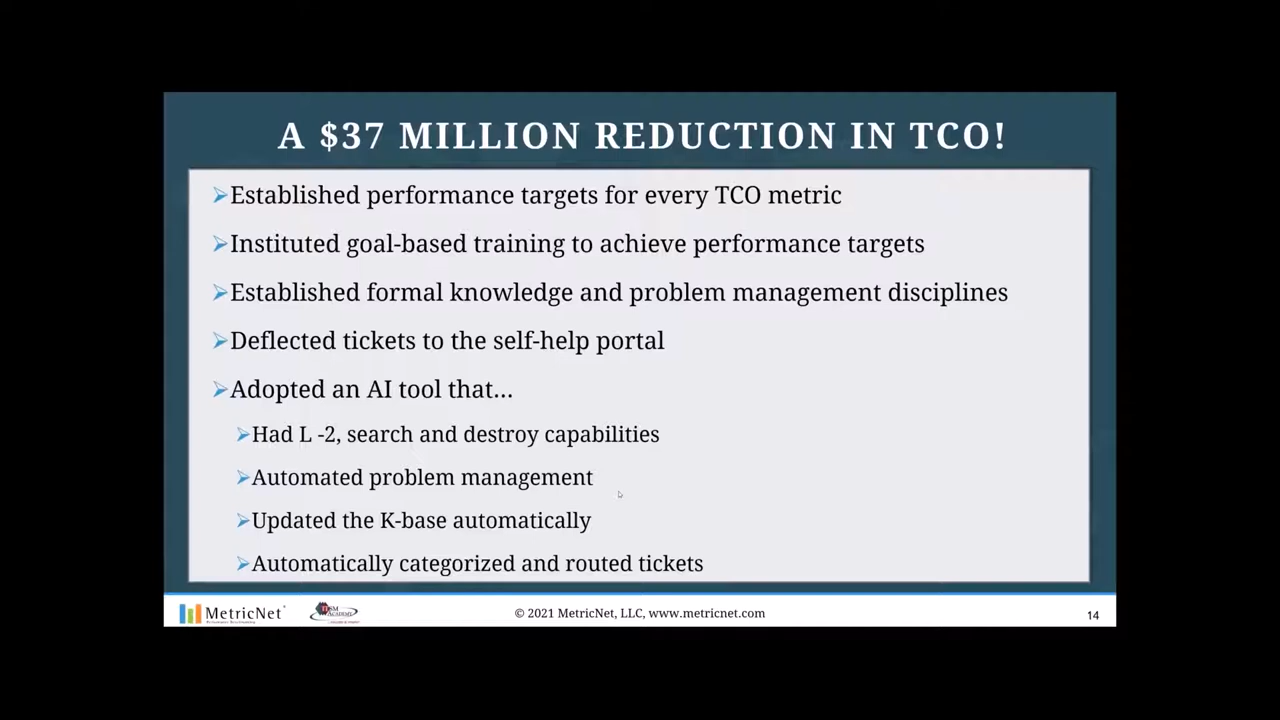 A $37 MILLION REDUCTION IN TCO!
Established performance targets for every TCO metric
Instituted goal-based training to achieve performance targets
Established formal knowledge and problem management disciplines
Deflected tickets to the self-help portal
Adopted an AI tool that…
Had L -2, search and destroy capabilities
Automated problem management
Updated the K-base automatically
Automatically categorized and routed tickets
MetricNet
ITSM ACADEMY
© 2021 MetricNet, LLC, www.metricnet.com
14